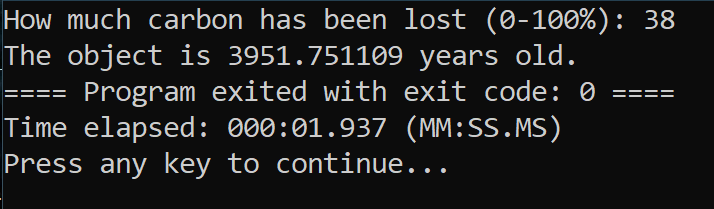 How much carbon has been lost (0-100%): 38
The object is 3951.751109 years old.
==== Program exited with exit code: 0 ====
Time elapsed: 000:01.937 (MM:SS.MS)
Press any key to continue...